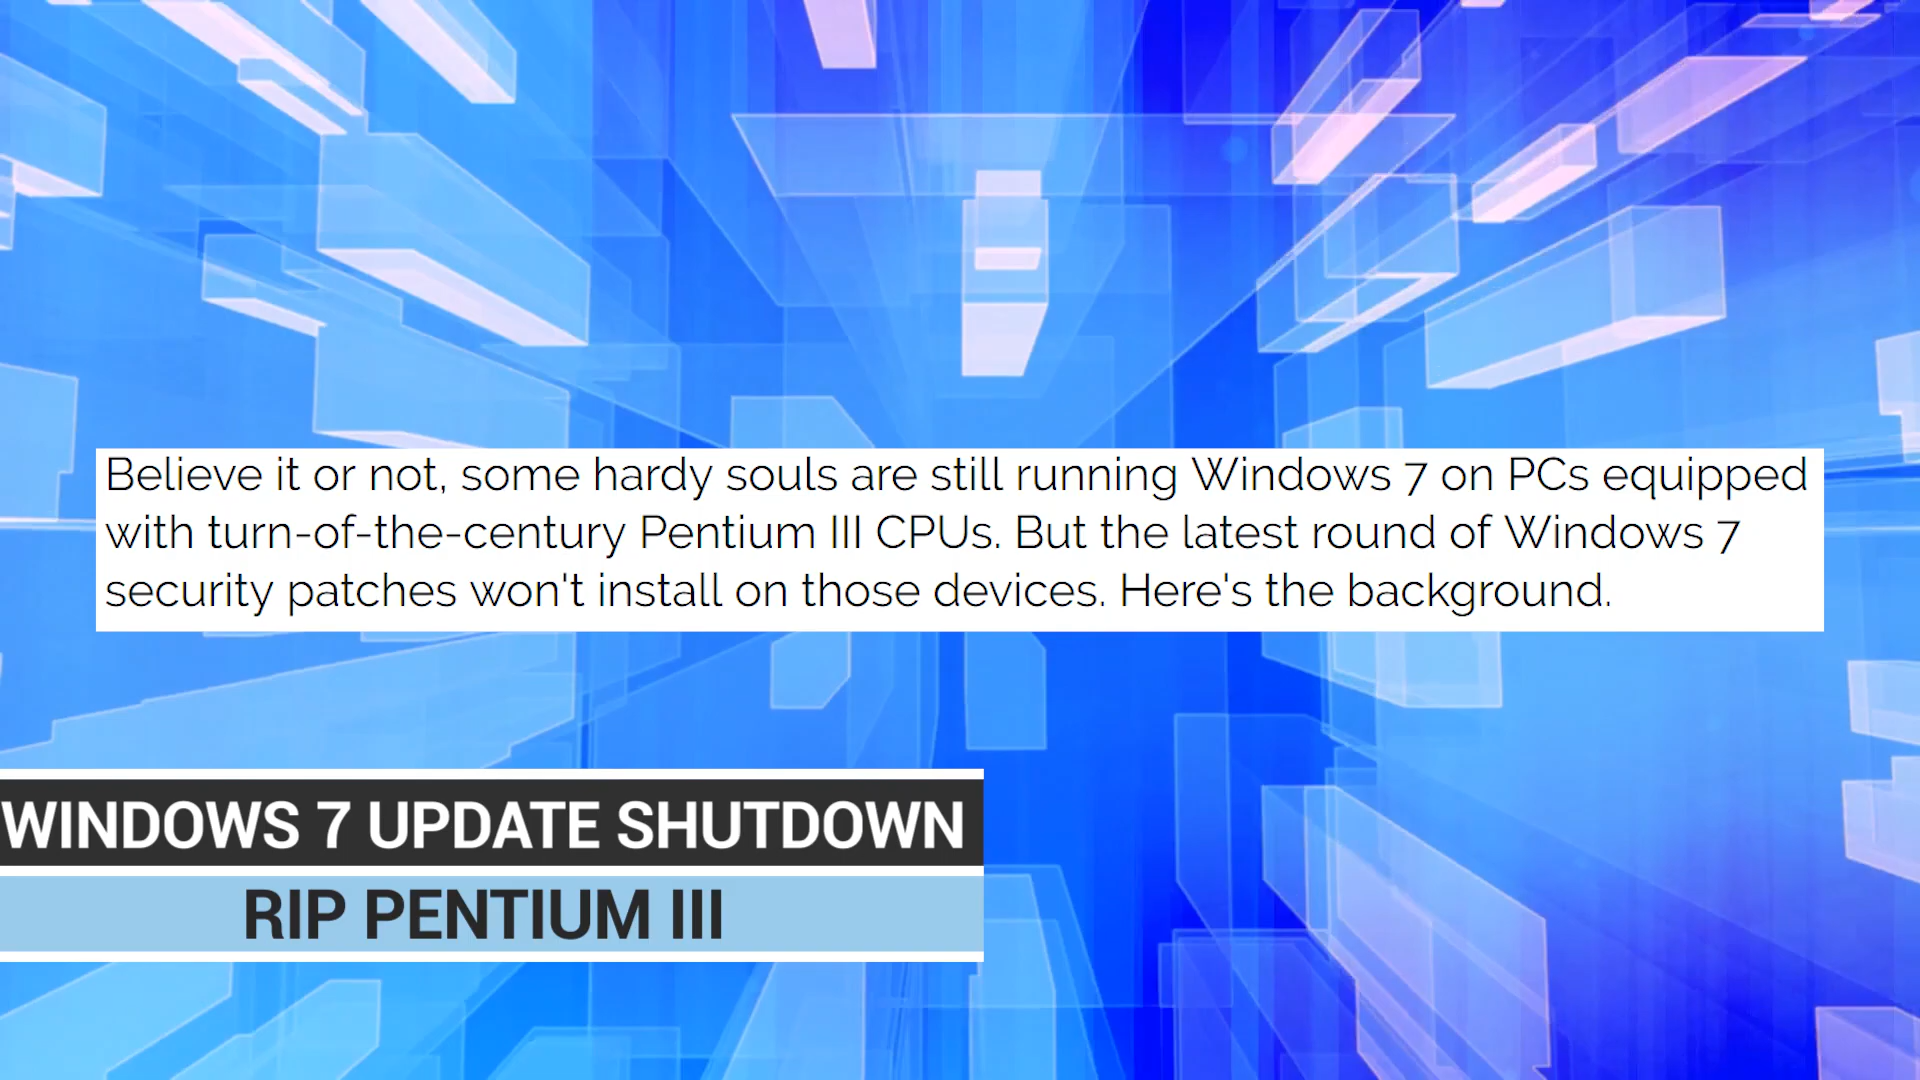 Believe it or not, some hardy souls are still running Windows 7 on PCs equipped
with turn-of-the-century Pentium III CPUs. But the latest round of Windows 7
security patches won't install on those devices. Here's the background.
WINDOWS 7 UPDATE SHUTDOWN
RIP PENTIUM III